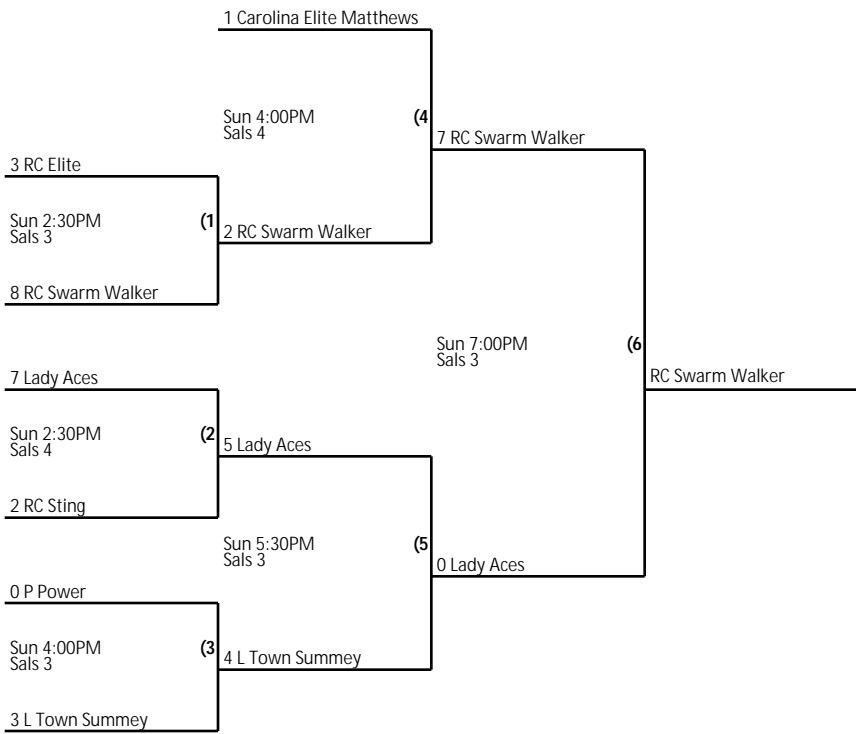 1 Carolina Elite Matthews
Sun 4:00PM
Sals 4
(4
7 RC Swarm Walker
3 RC Elite
Sun 2:30PM
Sals 3
(1
2 RC Swarm Walker
8 RC Swarm Walker
Sun 7:00PM
Sals 3
(6
RC Swarm Walker
7 Lady Aces
Sun 2:30PM
Sals 4
(2
5 Lady Aces
2 RC Sting
Sun 5:30PM
Sals 3
(5
0 Lady Aces
0 P Power
Sun 4:00PM
Sals 3
(3
4 L Town Summey
3 L Town Summey